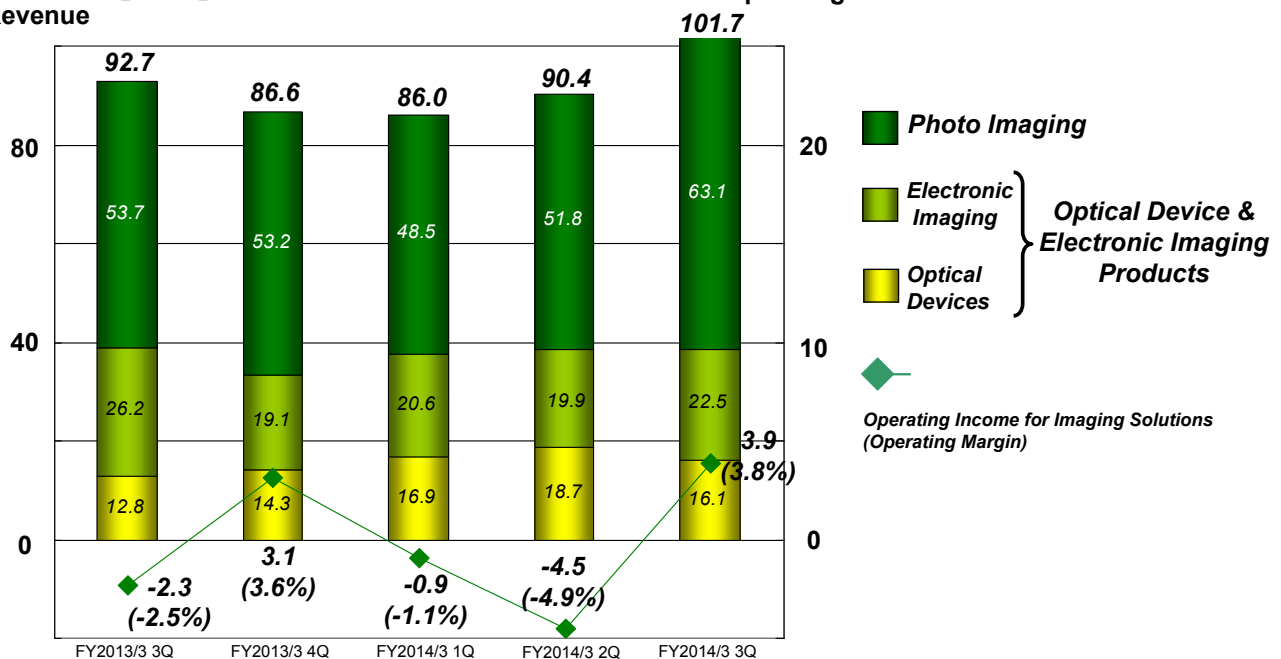 101.7
92.7
86.6
86.0
90.4
80
20
53.7
53.2
48.5
51.8
63.1
40
10
26.2
19.1
20.6
19.9
22.5
12.8
14.3
16.9
18.7
16.1
0
0
-2.3
(-2.5%)
3.1
(3.6%)
-0.9
(-1.1%)
-4.5
(-4.9%)
3.9
(3.8%)
FY2013/3 3Q
FY2013/3 4Q
FY2014/3 1Q
FY2014/3 2Q
FY2014/3 3Q
Photo Imaging
Electronic
Imaging
Optical
Devices
Optical Device &
Electronic Imaging
Products
Operating Income for Imaging Solutions
(Operating Margin)